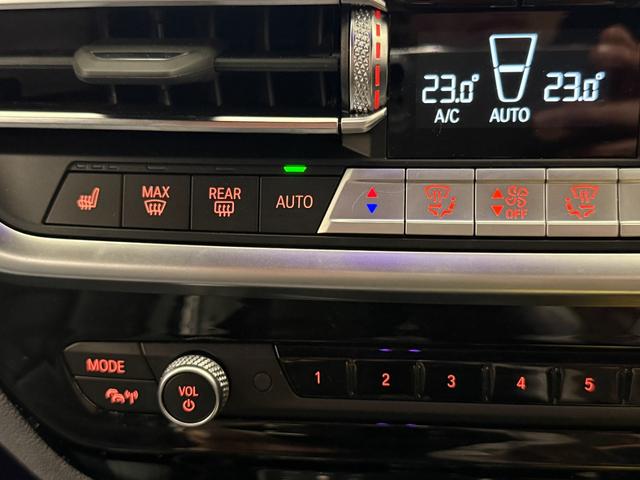 23.0° 23.0°
A/C AUTO
MAX REAR AUTO
OFF
MODE
VOL
1 2 3 4 5